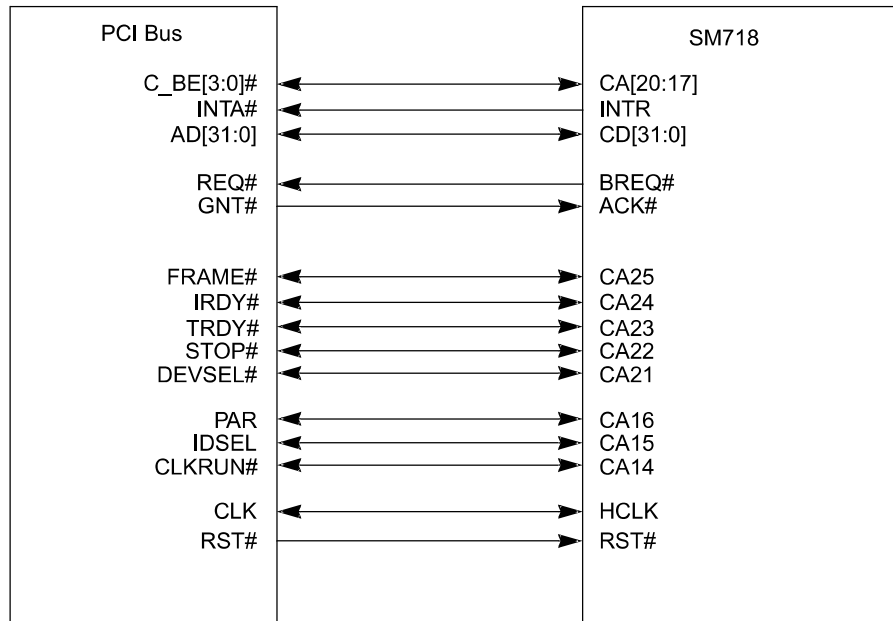 PCI Bus SM718
C_BE[3:0]# CA[20:17]
INTA# INTR
AD[31:0] CD[31:0]
REQ# BREQ#
GNT# ACK#
FRAME# CA25
IRDY# CA24
TRDY# CA23
STOP# CA22
DEVSEL# CA21
PAR CA16
IDSEL CA15
CLKRUN# CA14
CLK HCLK
RST# RST#